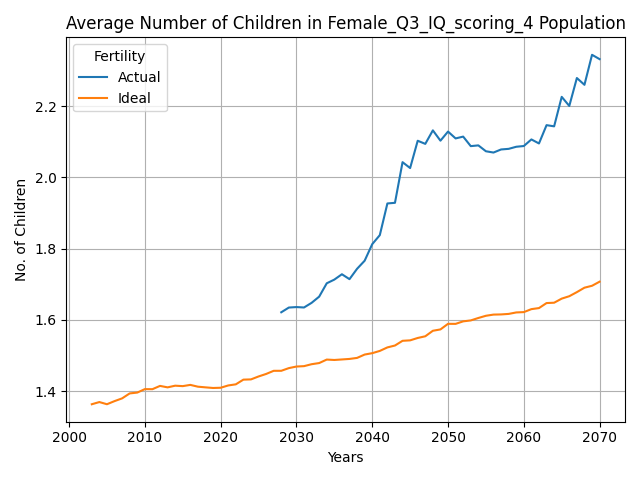 Average Number of Children in Female_Q3_IQ_scoring_4 Population
Fertility
Actual
Ideal
No. of Children
2.2
2.0
1.8
1.6
1.4
2000 2010 2020 2030 2040 2050 2060 2070
Years